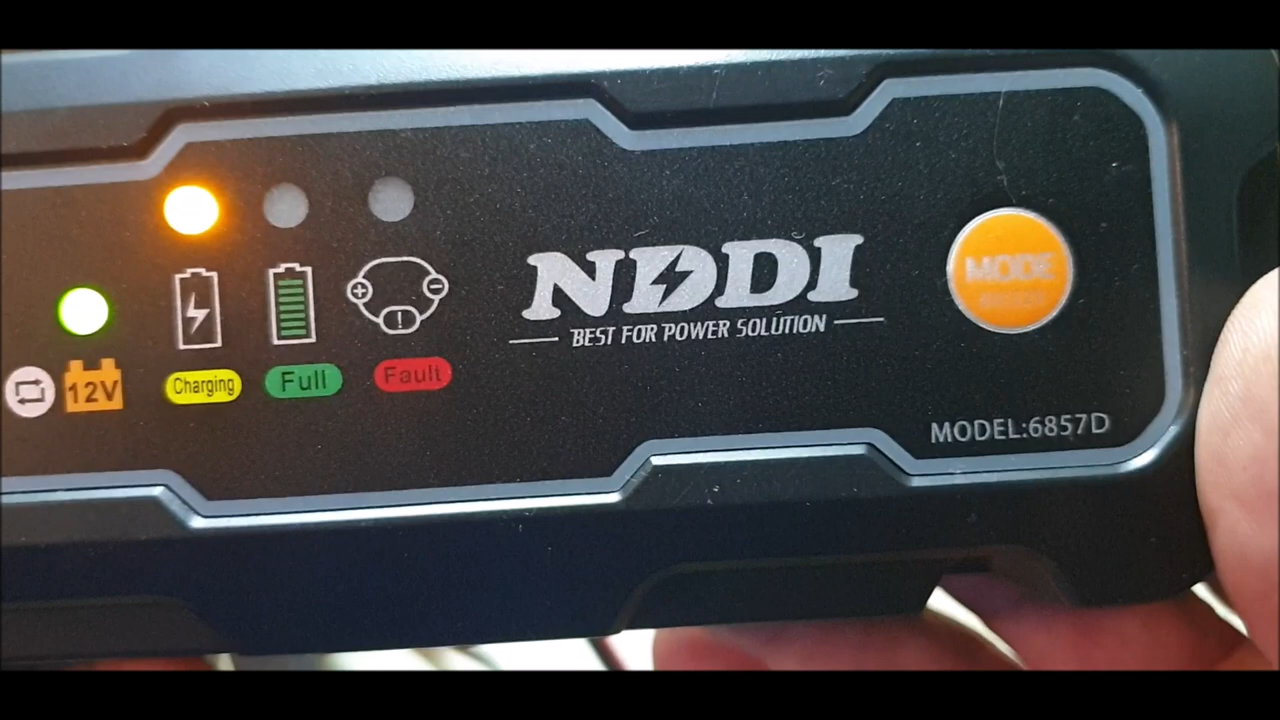 NDDI
BEST FOR POWER SOLUTION
MODE
12V
Charging
Full
Fault
MODEL:6857D